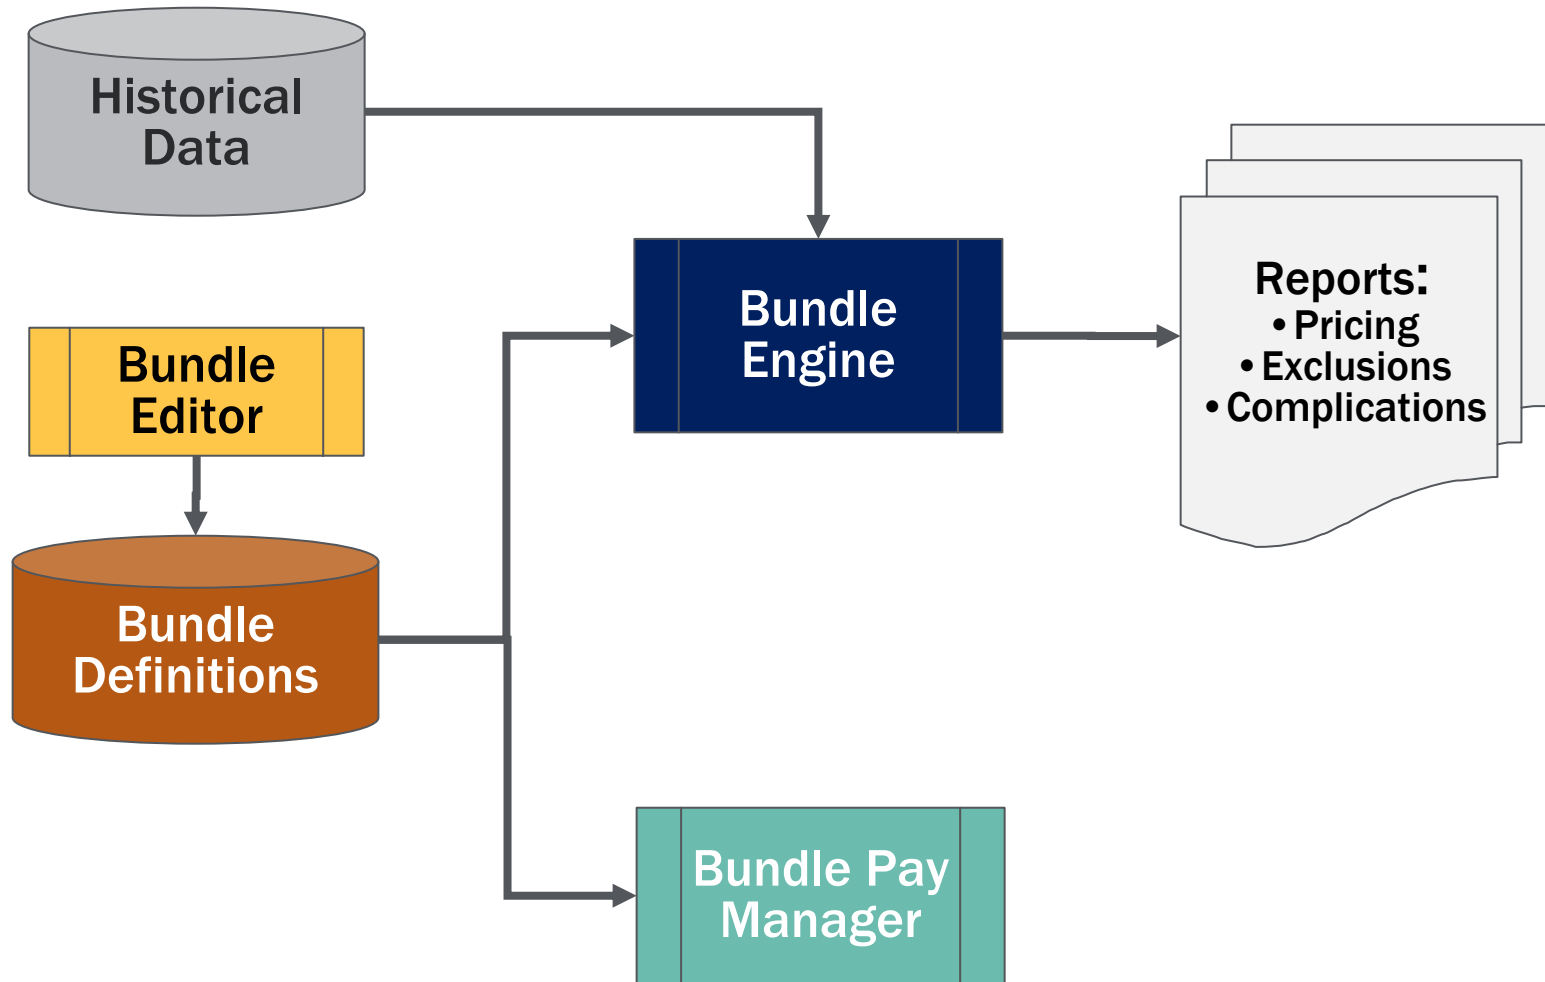 Historical
Data
Bundle
Editor
Bundle
Definitions
Bundle
Engine
Bundle Pay
Manager
Reports:
• Pricing
• Exclusions
• Complications